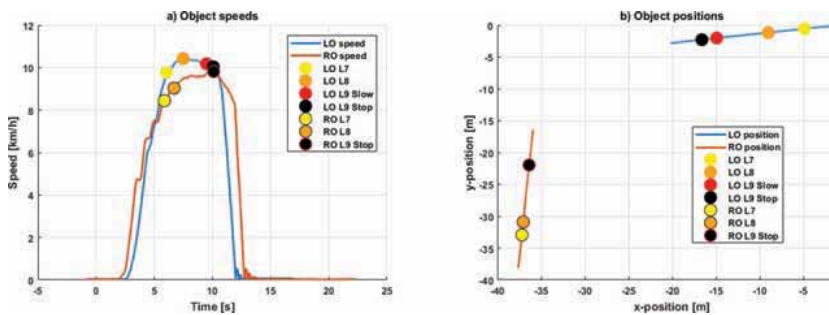 a) Object speeds
12
10
8
6
4
2
0
-5
0
5
10
15
20
25
Speed [km/h]
Time [s]
LO speed
RO speed
LO L7
LO L8
LO L9 Slow
LO L9 Stop
RO L7
RO L8
RO L9 Stop
b) Object positions
0
-5
-10
-15
-20
-25
-30
-35
-40
-40
-35
-30
-25
-20
-15
-10
-5
y-position [m]
x-position [m]
LO position
RO position
LO L7
LO L8
LO L9 Slow
LO L9 Stop
RO L7
RO L8
RO L9 Stop